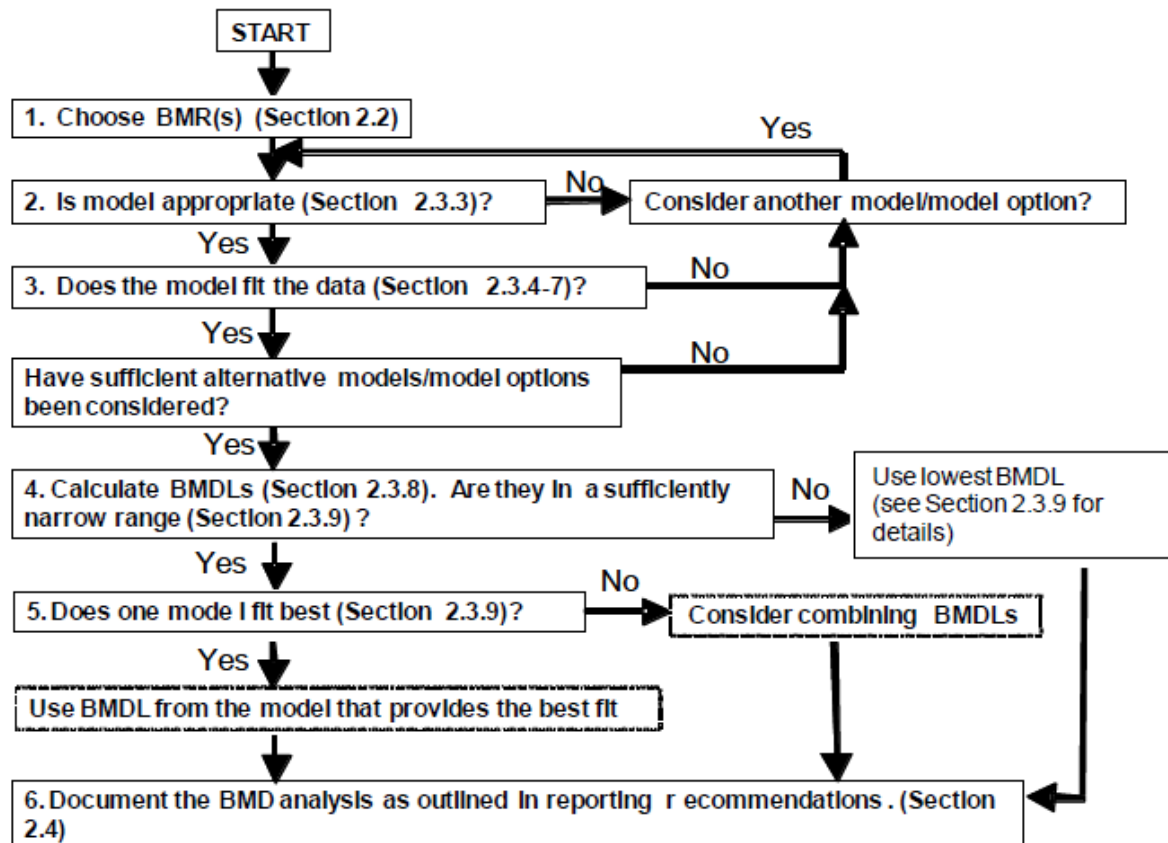 START
1. Choose BMR(s) (Section 2.2)
Yes
2. Is model appropriate (Section 2.3.3)?
No
Consider another model/model option?
Yes
3. Does the model fit the data (Section 2.3.4-7)?
No
Yes
No
Have sufficient alternative models/model options
been considered?
Yes
4. Calculate BMDLs (Section 2.3.8). Are they in a sufficiently
narrow range (Section 2.3.9) ?
No
Use lowest BMDL
(see Section 2.3.9 for
details)
Yes
5. Does one mode l fit best (Section 2.3.9)?
No
Consider combining BMDLs
Yes
Use BMDL from the model that provides the best fit
6. Document the BMD analysis as outlined in reporting r ecommendations . (Section
2.4)